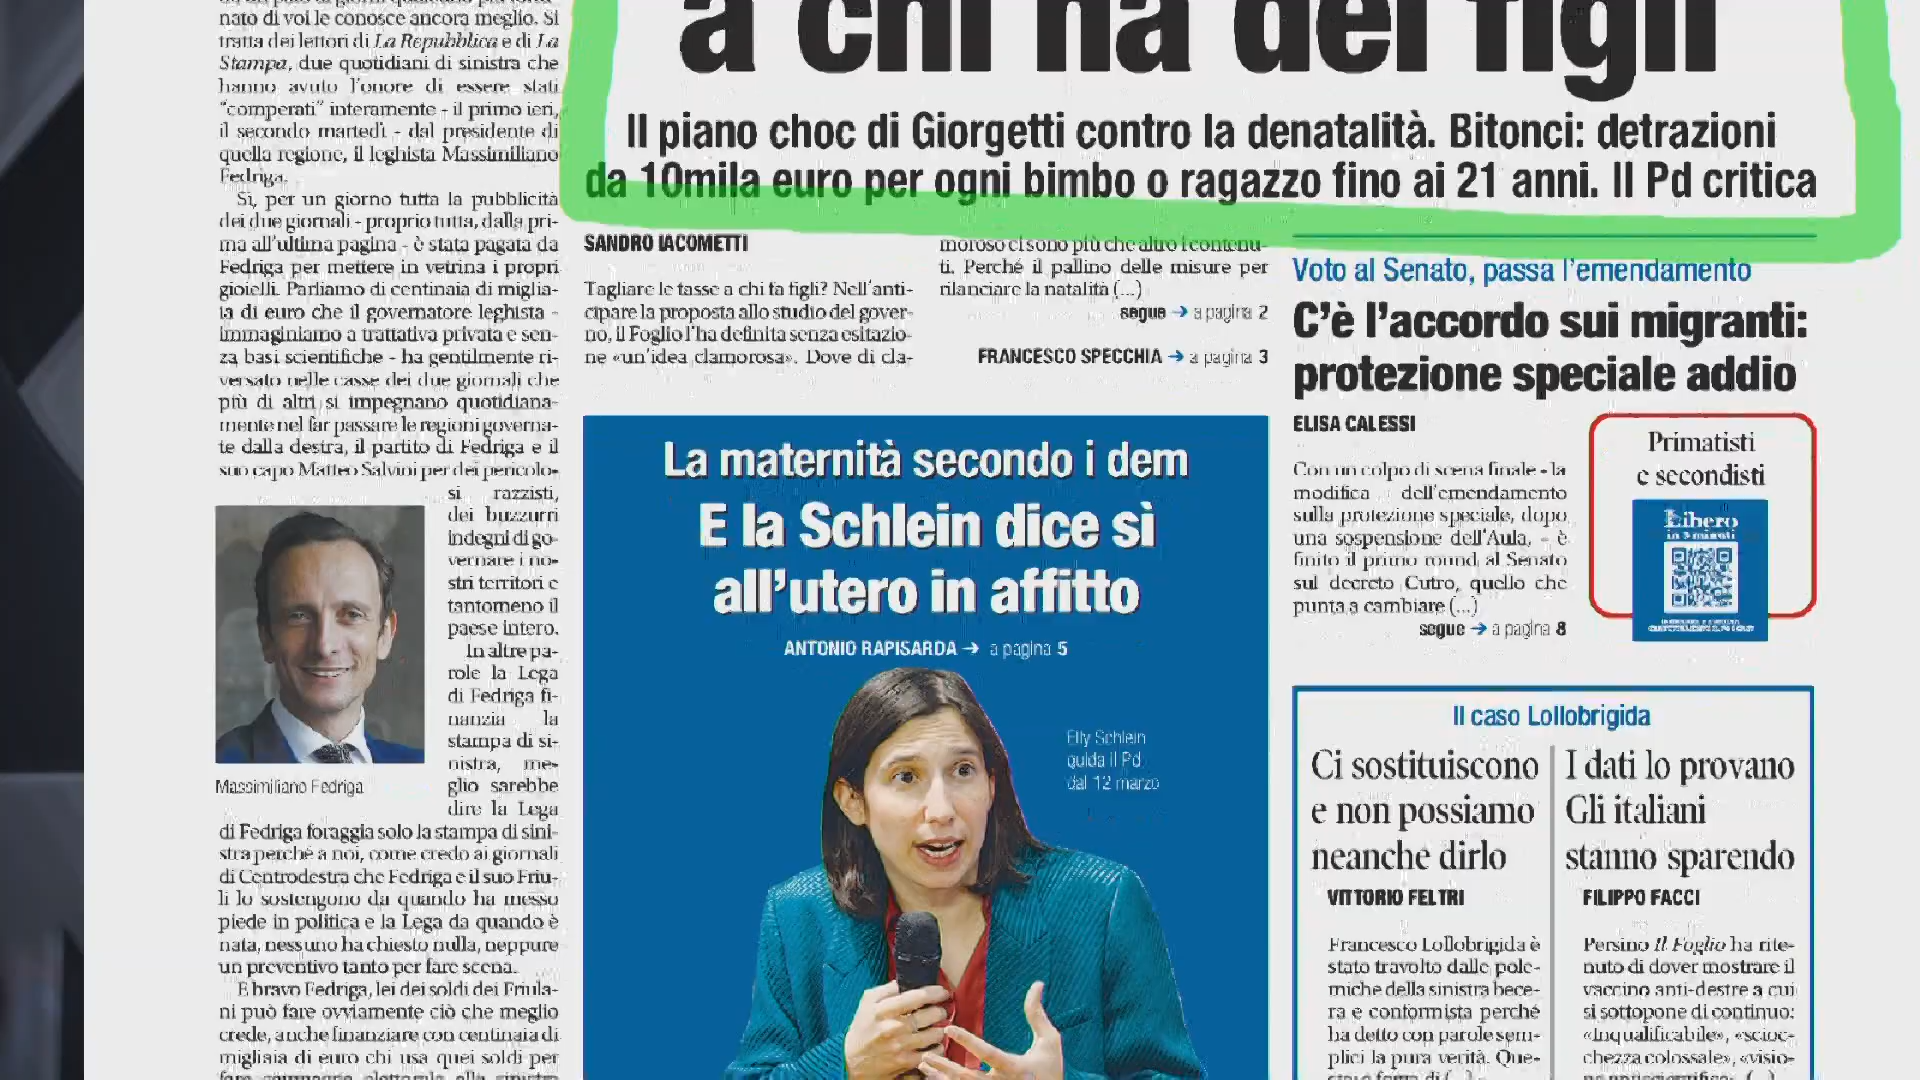 nato di voi le conosce ancora meglio. Si
tratta dei lettori di La Repubblica e di La
Stampa, due quotidiani di sinistra che
hanno avuto l'onore di essere stati
“comperati” interamente - il primo ieri,
il secondo martedì - dal presidente di
quella regione, il leghista Massimiliano
Fedriga.
Sì, per un giorno tutta la pubblicità
dei due giornali - proprio tutta, dalla pri-
ma all'ultima pagina - è stata pagata da
Fedriga per mettere in vetrina i propri
gioielli. Parliamo di centinaia di miglia-
ia di euro che il governatore leghista -
immaginiamo a trattativa privata e sen-
za basi scientifiche - ha gentilmente ri-
versato nelle casse dei due giornali che
più di altri si impegnano quotidiana-
mente nel far passare le regioni governa-
te dalla destra, il partito di Fedriga e il
suo capo Matteo Salvini per dei pericolo-
si razzisti,
dei buzzurri
indegni di go-
vernare i no-
stri territori e
tantomeno il
paese intero.
In altre pa-
role la Lega
di Fedriga fi-
nanzia la
stampa di si-
nistra, me-
glio sarebbe
dire la Lega
Massimiliano Fedriga
di Fedriga foraggia solo la stampa di sini-
stra perché a noi, come credo ai giornali
di Centrodestra che Fedriga e il suo Friu-
li lo sostengono da quando ha messo
piede in politica e la Lega da quando è
nata, nessuno ha chiesto nulla, neppure
un preventivo tanto per fare scena.
E bravo Fedriga, lei dei soldi dei Friula-
ni può fare ovviamente ciò che meglio
crede, anche finanziare con centinaia di
migliaia di euro chi usa quei soldi per
fare campagna elettorale alla sinistra
a chi ha dei figli
Il piano choc di Giorgetti contro la denatalità. Bitonci: detrazioni
da 10mila euro per ogni bimbo o ragazzo fino ai 21 anni. Il Pd critica
SANDRO IACOMETTI
Tagliare le tasse a chi fa figli? Nell'anti-
cipare la proposta allo studio del gover-
no, il Foglio l'ha definita senza esitazio-
ne «un'idea clamorosa». Dove di cla-
moroso ci sono più che altro i contenu-
ti. Perché il pallino delle misure per
rilanciare la natalità (...)
segue → a pagina 2
FRANCESCO SPECCHIA → a pagina 3
La maternità secondo i dem
E la Schlein dice sì
all'utero in affitto
ANTONIO RAPISARDA → a pagina 5
Elly Schlein
guida il Pd
dal 12 marzo
Voto al Senato, passa l'emendamento
C'è l'accordo sui migranti:
protezione speciale addio
ELISA CALESSI
Con un colpo di scena finale - la
modifica dell'emendamento
sulla protezione speciale, dopo
una sospensione dell'Aula, - è
finito il primo round al Senato
sul decreto Cutro, quello che
punta a cambiare (...)
segue → a pagina 8
Primatisti
e secondisti
Libero
in 3 minuti
Il caso Lollobrigida
Ci sostituiscono
e non possiamo
neanche dirlo
VITTORIO FELTRI
Francesco Lollobrigida è
stato travolto dalle pole-
miche della sinistra bece-
ra e conformista perché
ha detto con parole sem-
plici la pura verità. Que-
I dati lo provano
Gli italiani
stanno sparendo
FILIPPO FACCI
Persino Il Foglio ha rite-
nuto di dover mostrare il
vaccino anti-destre a cui
si sottopone di continuo:
«Inqualificabile», «scioc-
chezza colossale», «visio-